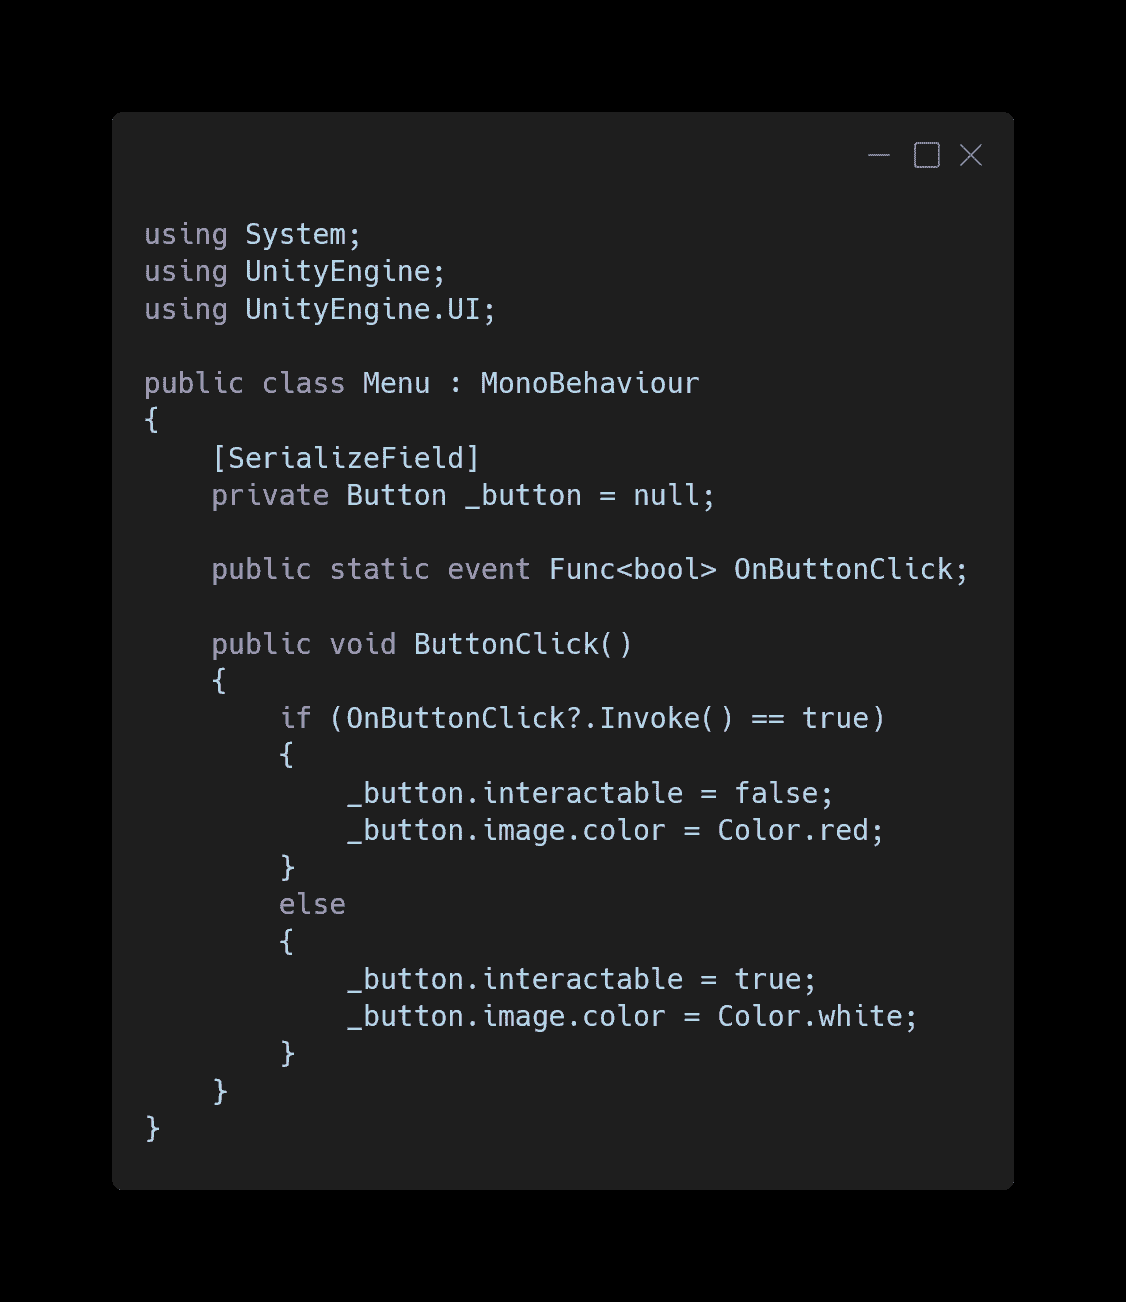 using System;
using UnityEngine;
using UnityEngine.UI;

public class Menu : MonoBehaviour
{
    [SerializeField]
    private Button _button = null;

    public static event Func<bool> OnButtonClick;

    public void ButtonClick()
    {
        if (OnButtonClick?.Invoke() == true)
        {
            _button.interactable = false;
            _button.image.color = Color.red;
        }
        else
        {
            _button.interactable = true;
            _button.image.color = Color.white;
        }
    }
}